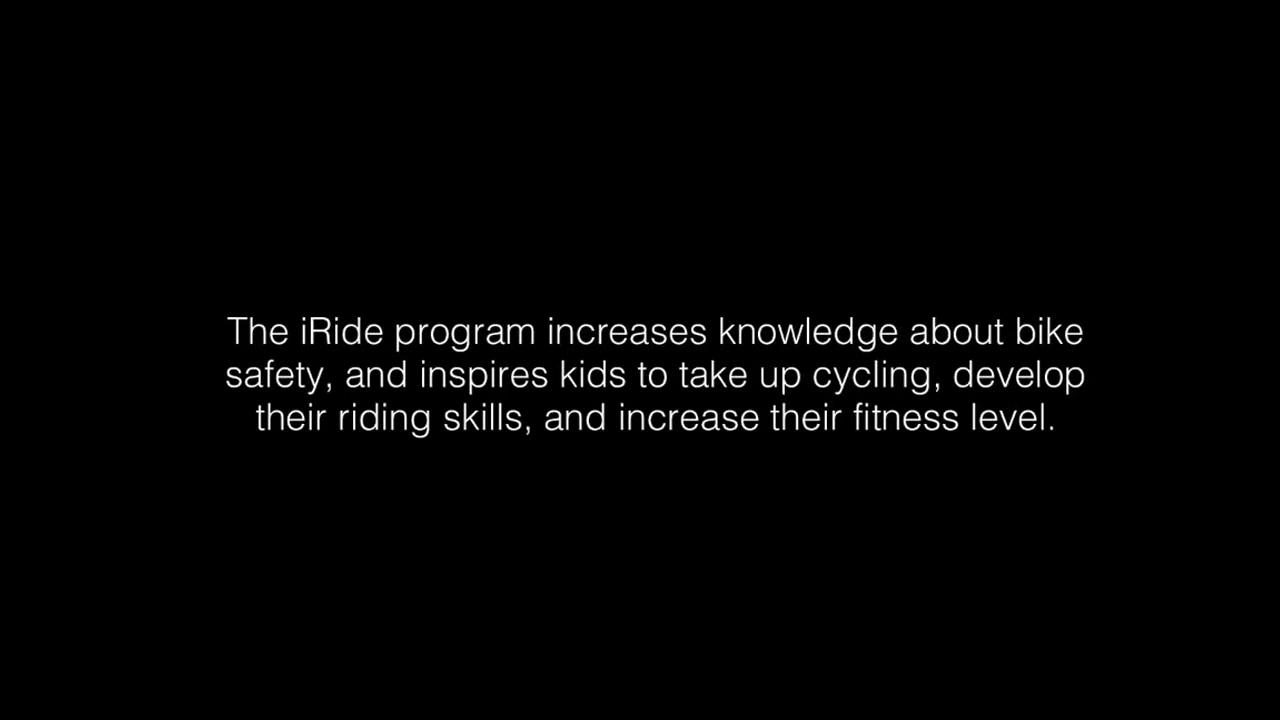 The iRide program increases knowledge about bike
safety, and inspires kids to take up cycling, develop
their riding skills, and increase their fitness level.